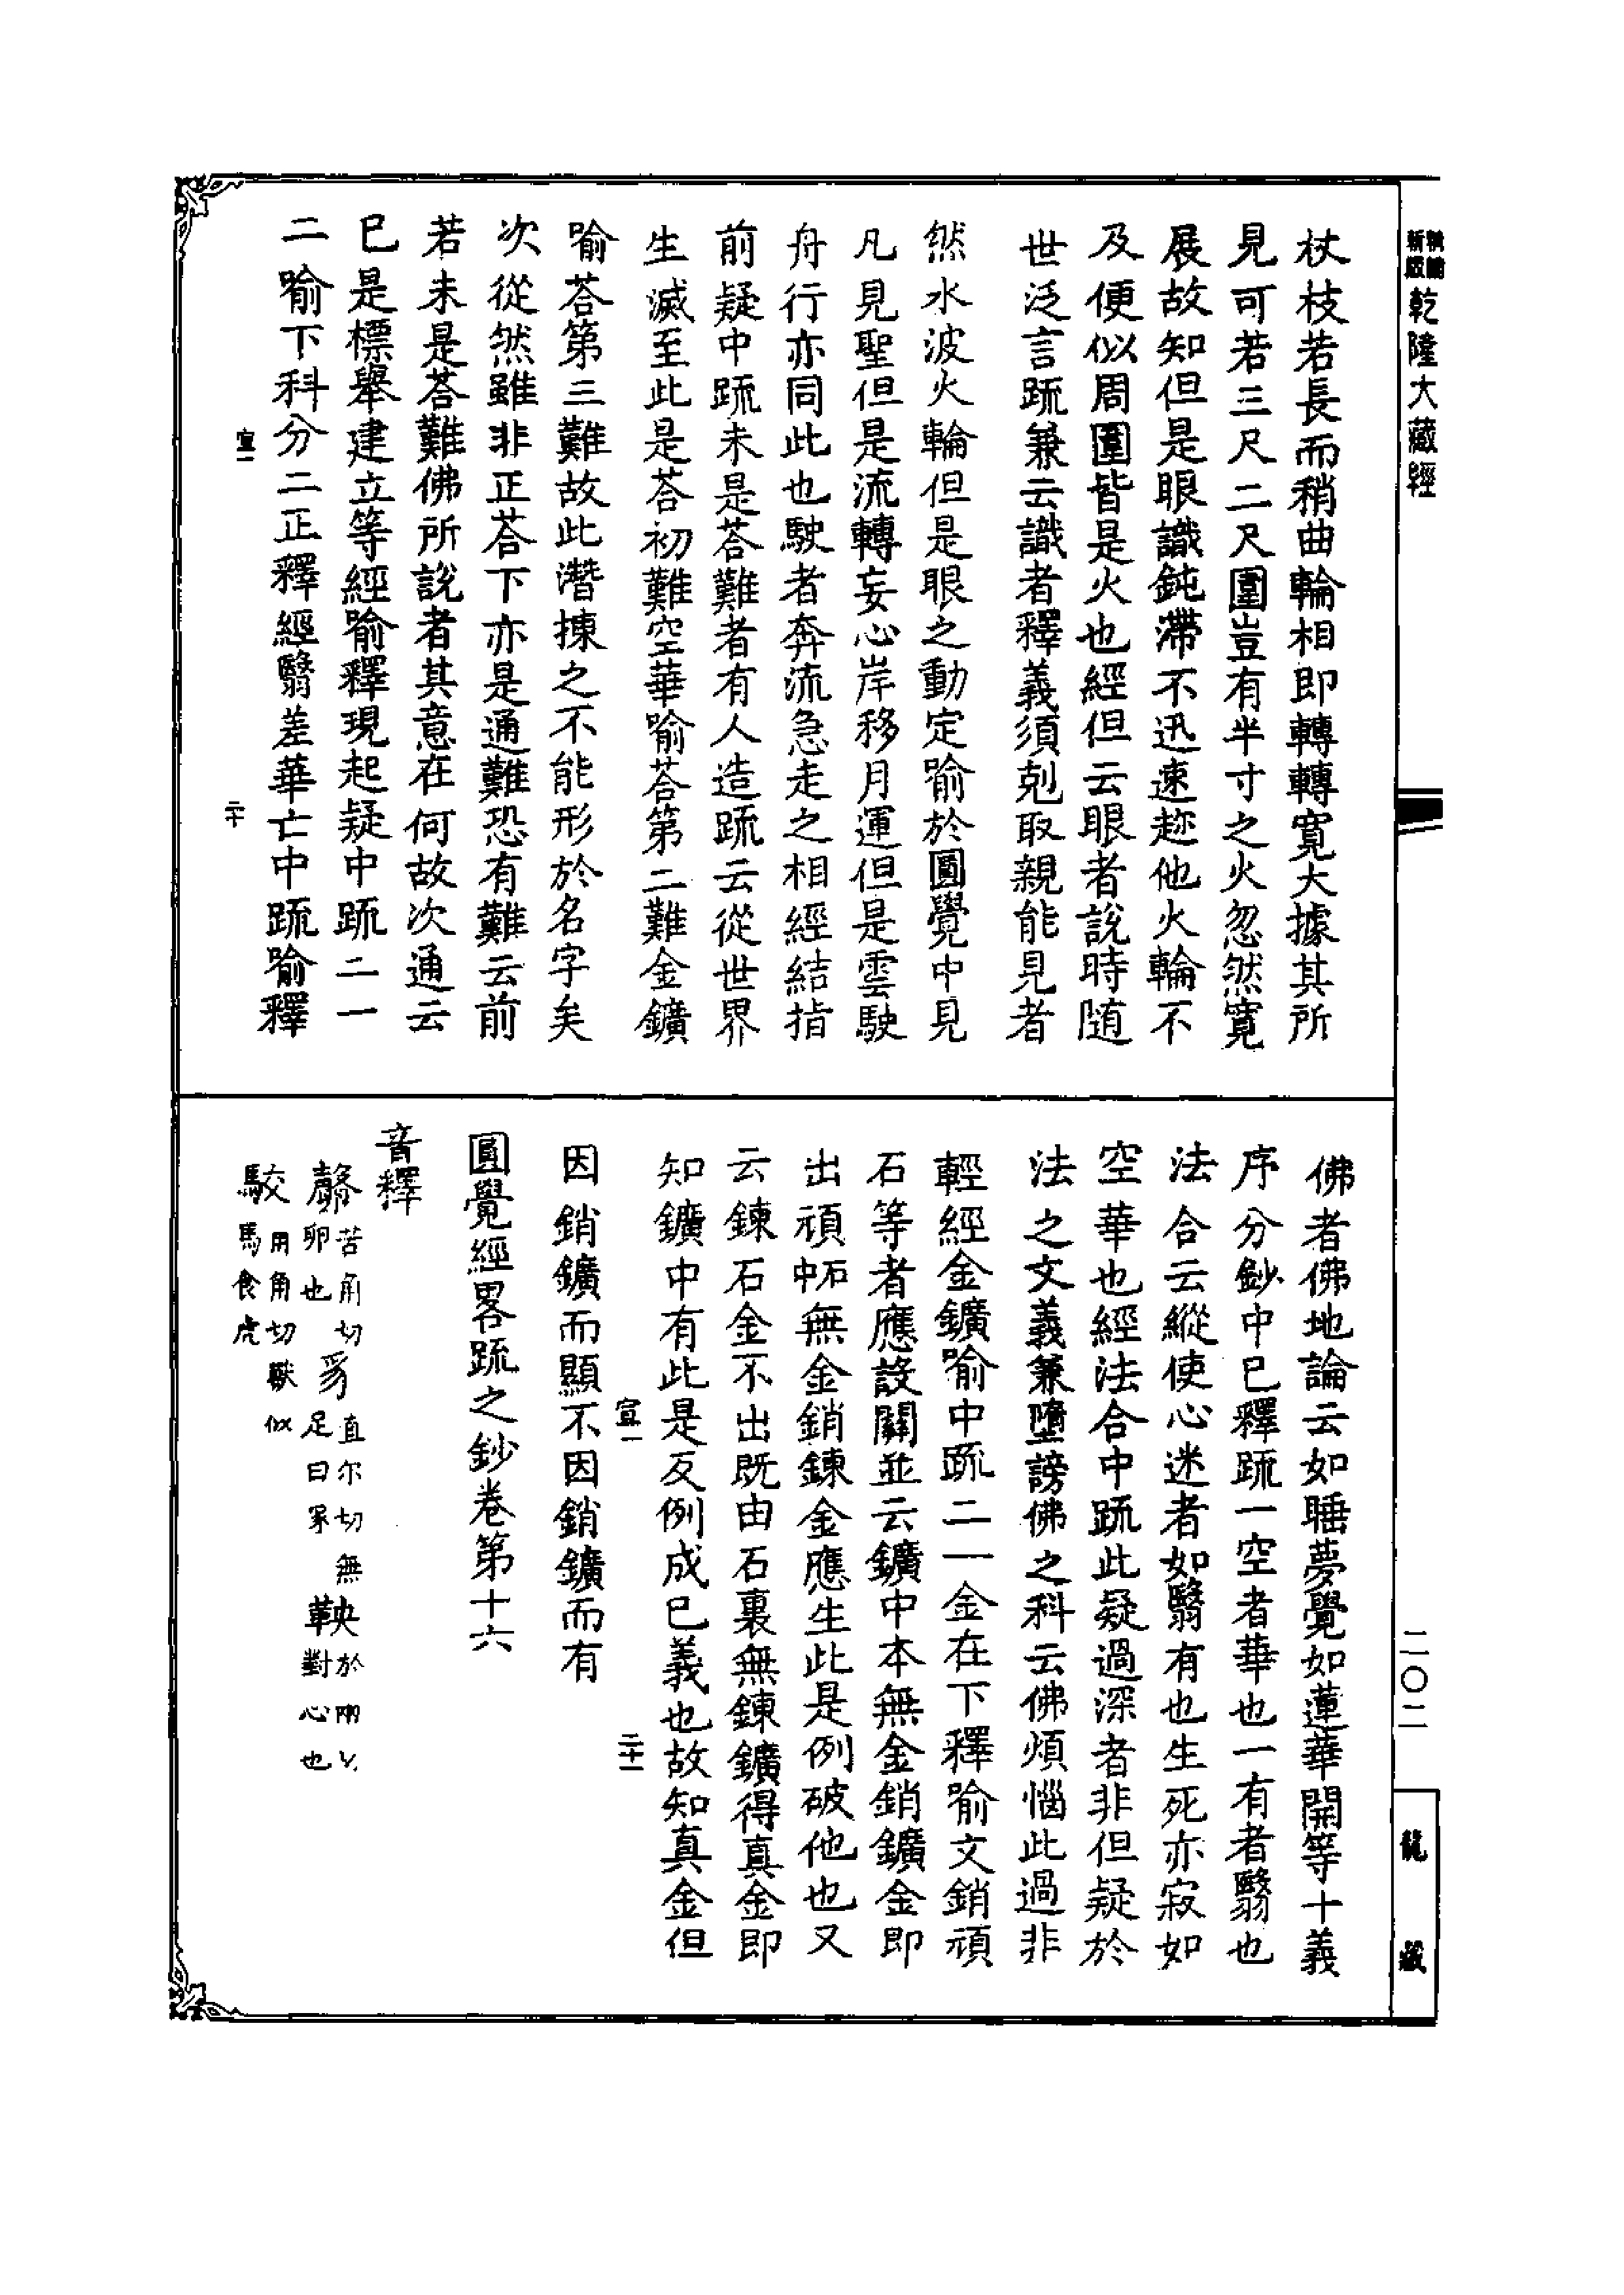 乾隆大藏經
杖枝若長而稍曲輪相即轉轉寬大據其所
見可若三尺二尺圍豈有半寸之火忽然寬
展故知但是眼識鈍滯不迅速趂他火輪不
及便似周圍皆是火也經但云眼者說時随
世泛言䟽兼云識者釋義須剋取親能見者
然水波火輪但是眼之動定喻於圓覺中見
凡見聖但是流轉妄心岸移月運但是雲駛
舟行亦同此也駛者奔流急走之相經結指
前疑中䟽未是荅難者有人造䟽云從世界
生滅至此是荅初難空華喻荅第二難金鑛
喻荅第三難故此潛揀之不能形於名字矣
次從然雖非正荅下亦是通難恐有難云前
若未是荅難佛所說者其意在何故次通云
巳是標舉建立等經喻釋現起疑中䟽二一
二喻下科分二正釋經翳差華亡中䟽喻釋
宣一
二十
佛者佛地論云如睡夢覺如蓮華開等十義
序分鈔中巳釋䟽一空者華也一有者翳也
法合云縱使心迷者如翳有也生死亦寂如
空華也經法合中䟽此疑過深者非但疑於
法之文義兼墮謗佛之科云佛煩惱此過非
輕經金鑛喻中䟽二一金在下釋喻文銷頑
石等者應設關並云鑛中本無金銷鑛金即
出頑石中無金銷鍊金應生此是例破他也又
云鍊石金不出既由石裏無鍊鑛得真金即
知鑛中有此是反例成巳義也故知真金但
宣一
二十一
因銷鑛而顯不因銷鑛而有
圓覺經畧䟽之鈔卷第十六
音釋
苦角切
卵也
豸
直尔切無
足曰豸
鞅
於兩切
對心也
駮
用角切獸似
馬食虎
二〇二
龍藏